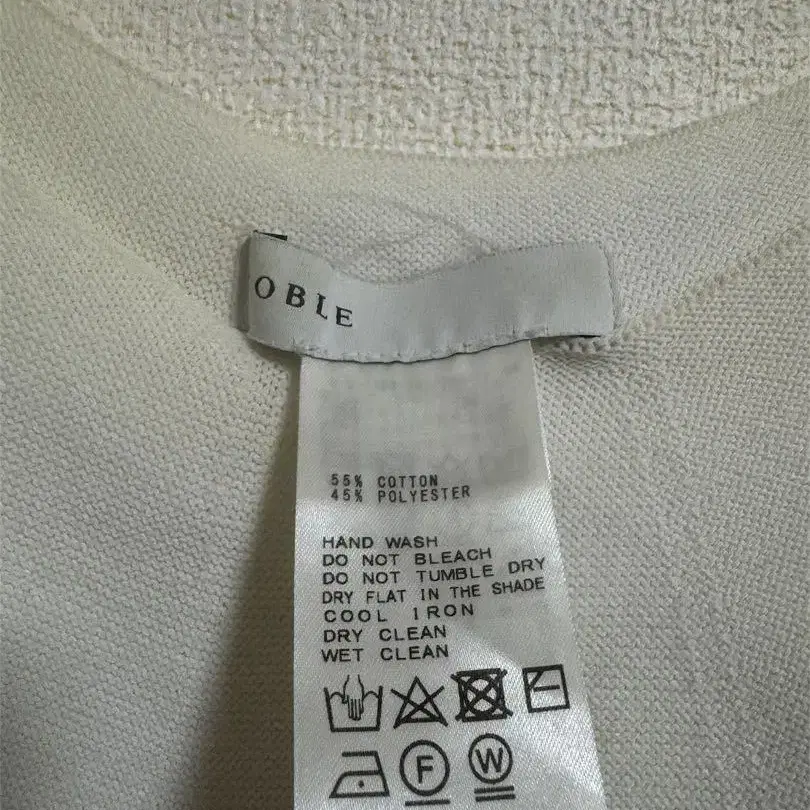 OBLE
55% COTTON
45% POLYESTER
HAND WASH
DO NOT BLEACH
DO NOT TUMBLE DRY
DRY FLAT IN THE SHADE
COOL IRON
DRY CLEAN
WET CLEAN
F
W